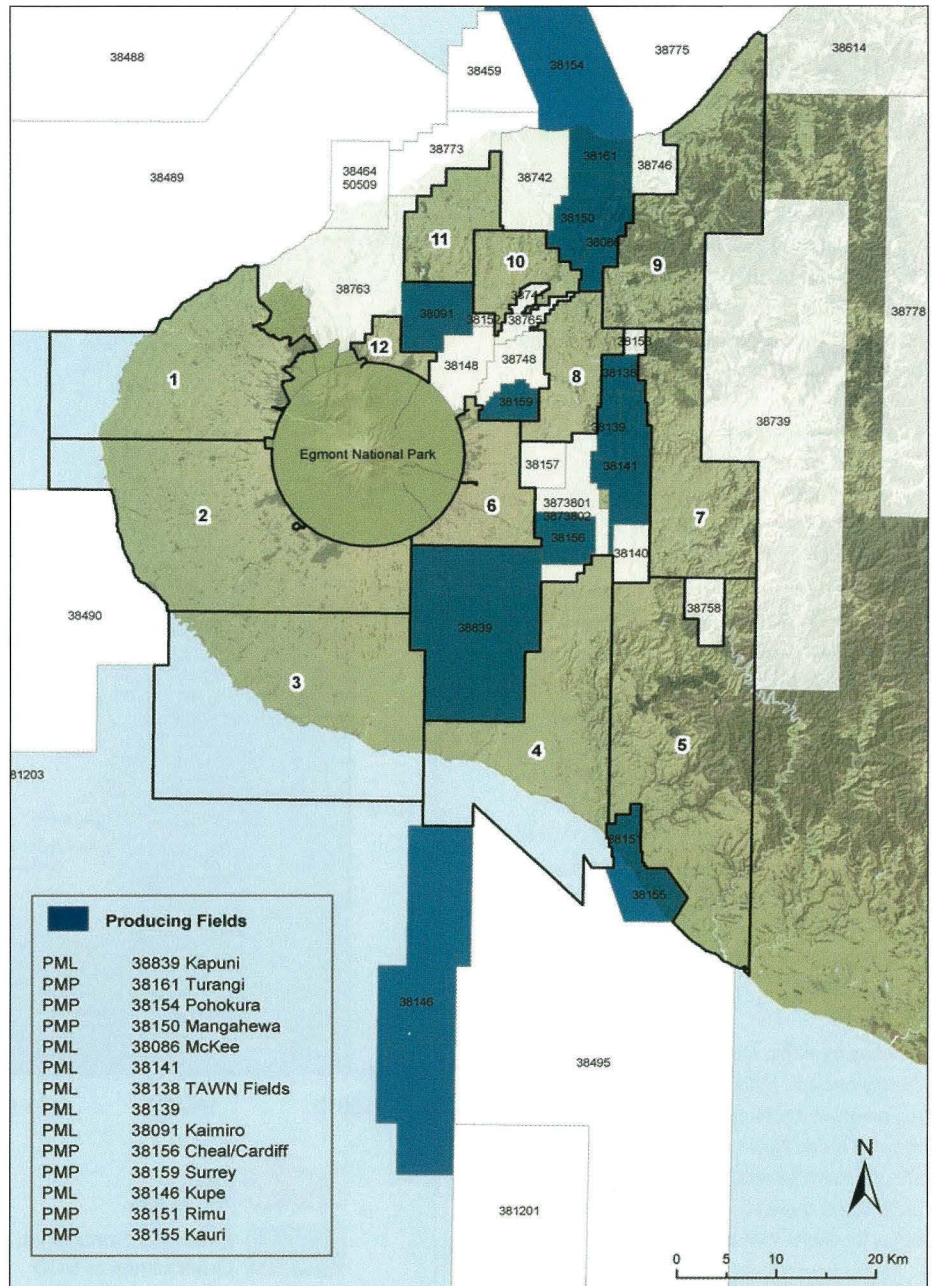 38488
38459
38154
38775
38614
38773
38161
38746
38742
38464
50509
38489
38150
38086
11
10
9
38763
38778
38091
38152
38765
12
38153
38148
38748
38138
1
8
38159
38139
38739
Egmont National Park
38157
38141
2
6
3873801
3873802
7
38156
38140
38758
38490
38839
3
4
5
81203
3815
38155
Producing Fields
PML 38839 Kapuni
PMP 38161 Turangi
PMP 38154 Pohokura
PMP 38150 Mangahewa
PML 38086 McKee
PML 38141
PML 38138 TAWN Fields
PML 38139
PML 38091 Kaimiro
PMP 38156 Cheal/Cardiff
PMP 38159 Surrey
PML 38146 Kupe
PMP 38151 Rimu
PMP 38155 Kauri
38146
38495
381201
N
0 5 10 20 Km